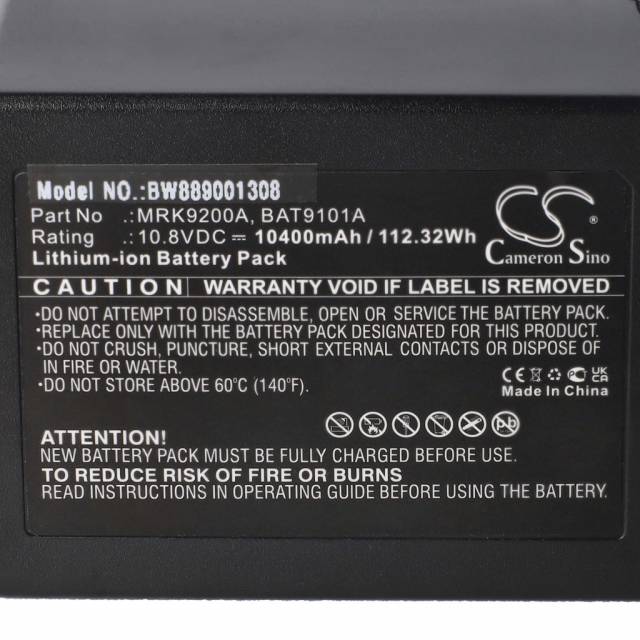 Model NO.:BW889001308
Part No .:MRK9200A, BAT9101A
Rating .:10.8VDC⎓ 10400mAh / 112.32Wh
Lithium-ion Battery Pack
CS®
Cameron Sino
CAUTION WARRANTY VOID IF LABEL IS REMOVED
•DO NOT ATTEMPT TO DISASSEMBLE, OPEN OR SERVICE THE BATTERY PACK.
•REPLACE ONLY WITH THE BATTERY PACK DESIGNATED FOR THIS PRODUCT.
•DO NOT CRUSH, PUNCTURE, SHORT EXTERNAL CONTACTS OR DISPOSE OF
IN FIRE OR WATER.
•DO NOT STORE ABOVE 60°C (140°F).
CE UKCA
Made In China
Pb
ATTENTION!
NEW BATTERY PACK MUST BE FULLY CHARGED BEFORE USE.
TO REDUCE RISK OF FIRE OR BURNS
READ INSTRUCTIONS IN OPERATING GUIDE BEFORE USING THE BATTERY.